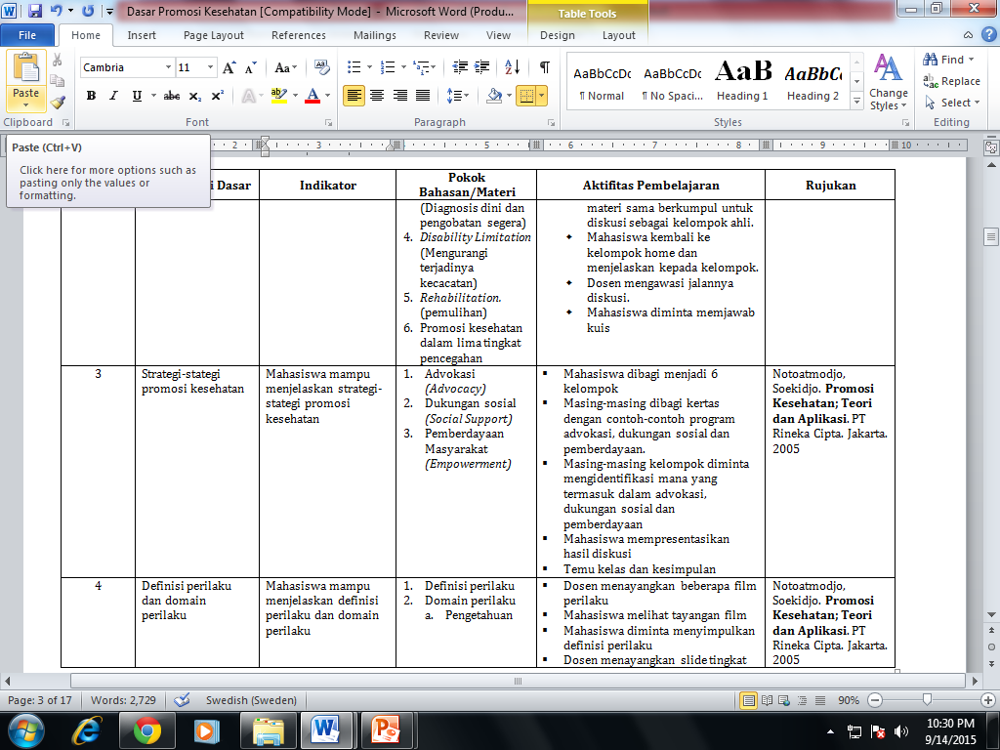 Dasar Promosi Kesehatan [Compatibility Mode] - Microsoft Word (Produ...
Table Tools
File
Home
Insert
Page Layout
References
Mailings
Review
View
Design
Layout
Paste
Clipboard
Cambria
11
Font
Paragraph
AaBbCcDc
¶ Normal
AaBbCcDc
¶ No Spaci...
AaB
Heading 1
AaBbCc
Heading 2
Styles
Change
Styles
Find
Replace
Select
Editing
Paste (Ctrl+V)
Click here for more options such as
pasting only the values or
formatting.
2 3 4 5 6 7 8 9 10
i Dasar
Indikator
Pokok
Bahasan/Materi
Aktifitas Pembelajaran
Rujukan
(Diagnosis dini dan
pengobatan segera)
4. Disability Limitation
(Mengurangi
terjadinya
kecacatan)
5. Rehabilitation.
(pemulihan)
6. Promosi kesehatan
dalam lima tingkat
pencegahan
materi sama berkumpul untuk
diskusi sebagai kelompok ahli.
Mahasiswa kembali ke
kelompok home dan
menjelaskan kepada kelompok.
Dosen mengawasi jalannya
diskusi.
Mahasiswa diminta memjawab
kuis
3
Strategi-stategi
promosi kesehatan
Mahasiswa mampu
menjelaskan strategi-
stategi promosi
kesehatan
1. Advokasi
(Advocacy)
2. Dukungan sosial
(Social Support)
3. Pemberdayaan
Masyarakat
(Empowerment)
Mahasiswa dibagi menjadi 6
kelompok
Masing-masing dibagi kertas
dengan contoh-contoh program
advokasi, dukungan sosial dan
pemberdayaan.
Masing-masing kelompok diminta
mengidentifikasi mana yang
termasuk dalam advokasi,
dukungan sosial dan
pemberdayaan
Mahasiswa mempresentasikan
hasil diskusi
Temu kelas dan kesimpulan
Notoatmodjo,
Soekidjo. Promosi
Kesehatan; Teori
dan Aplikasi. PT
Rineka Cipta. Jakarta.
2005
4
Definisi perilaku
dan domain
perilaku
Mahasiswa mampu
menjelaskan definisi
perilaku dan domain
perilaku
1. Definisi perilaku
2. Domain perilaku
a. Pengetahuan
Dosen menayangkan beberapa film
perilaku
Mahasiswa melihat tayangan film
Mahasiswa diminta menyimpulkan
definisi perilaku
Dosen menayangkan slide tingkat
Notoatmodjo,
Soekidjo. Promosi
Kesehatan; Teori
dan Aplikasi. PT
Rineka Cipta. Jakarta.
2005
Page: 3 of 17
Words: 2,729
Swedish (Sweden)
90%
10:30 PM
9/14/2015